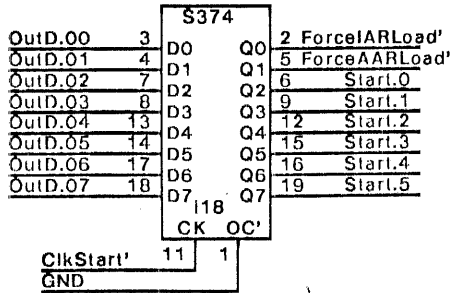 S374
OutD.00 3 D0 Q0 2 ForceIARLoad'
OutD.01 4 D1 Q1 5 ForceAARLoad'
OutD.02 7 D2 Q2 6 Start.0
OutD.03 8 D3 Q3 9 Start.1
OutD.04 13 D4 Q4 12 Start.2
OutD.05 14 D5 Q5 15 Start.3
OutD.06 17 D6 Q6 16 Start.4
OutD.07 18 D7 Q7 19 Start.5
i18
CK OC'
ClkStart' 11 1
GND